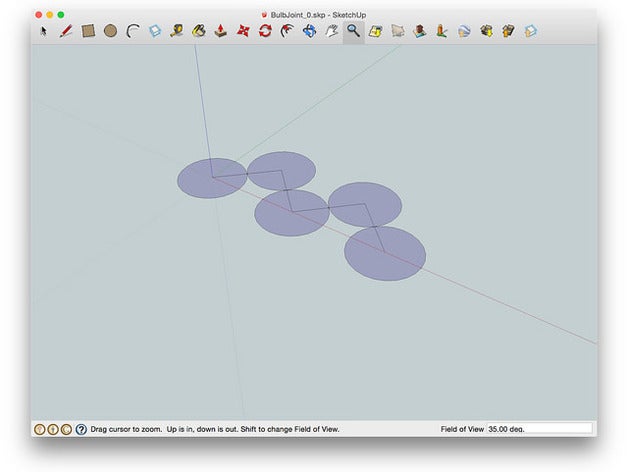 BulbJoint_0.skp - SketchUp
Drag cursor to zoom.  Up is in, down is out. Shift to change Field of View.
Field of View 35.00 deg.